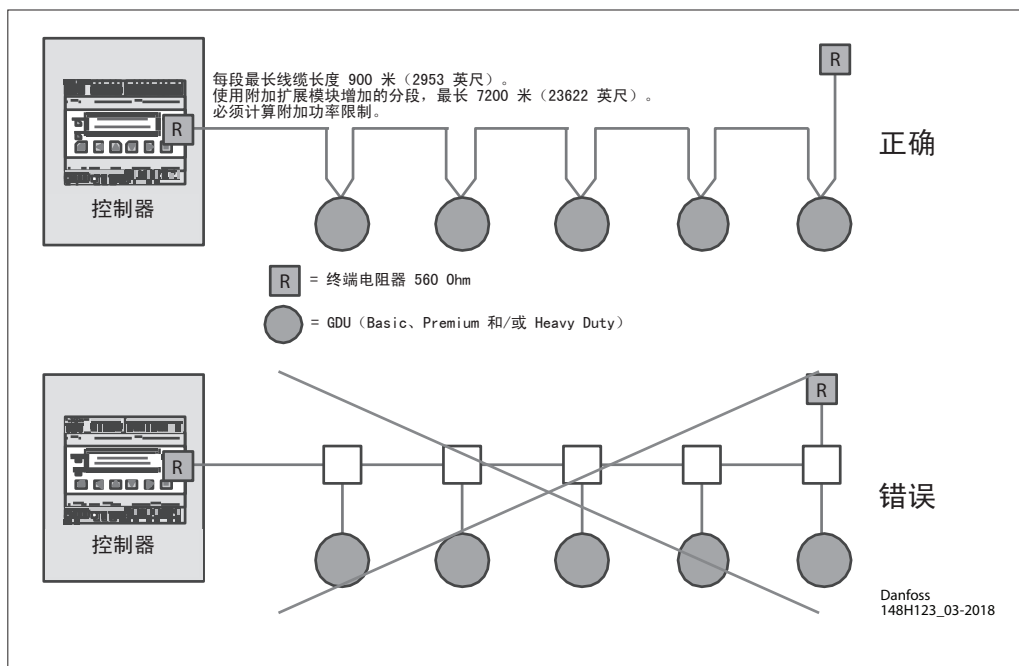 每段最长线缆长度 900 米（2953 英尺）。
使用附加扩展模块增加的分段，最长 7200 米（23622 英尺）。
必须计算附加功率限制。
R
R
控制器
正确
R = 终端电阻器 560 Ohm
= GDU（Basic、Premium 和/或 Heavy Duty）
R
R
控制器
错误
Danfoss
148H123_03-2018